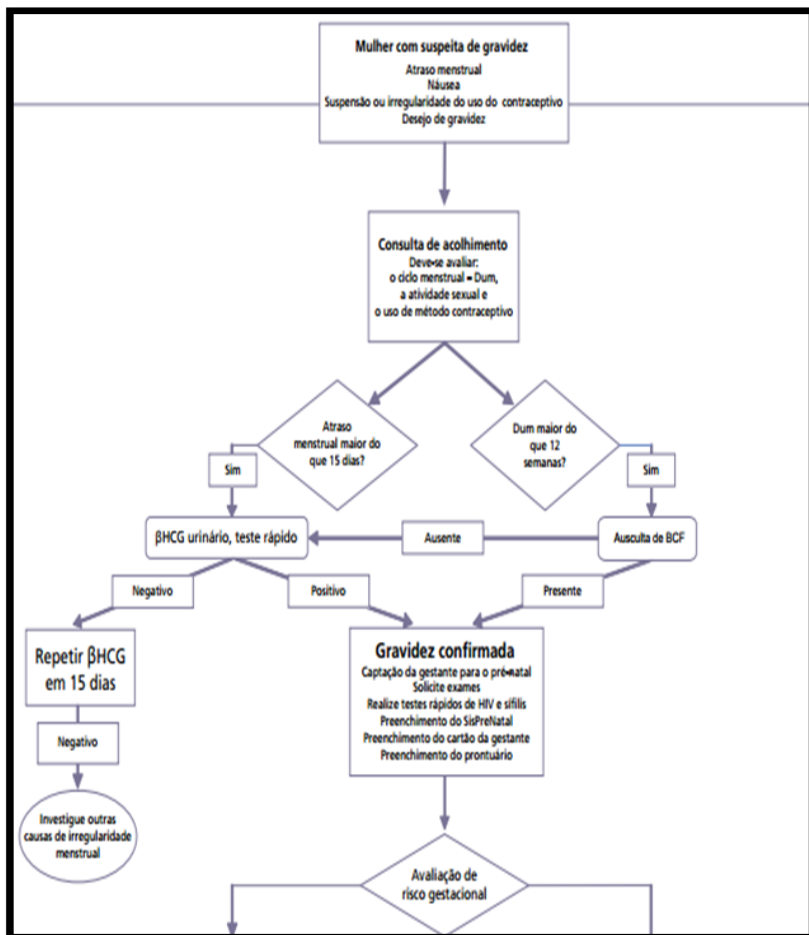 Mulher com suspeita de gravidez
Atraso menstrual
Náusea
Suspensão ou irregularidade do uso do contraceptivo
Desejo de gravidez
Consulta de acolhimento
Deve-se avaliar:
o ciclo menstrual – Dum,
a atividade sexual e
o uso de método contraceptivo
Atraso
menstrual maior do
que 15 dias?
Dum maior do
que 12
semanas?
Sim
Sim
βHCG urinário, teste rápido
Ausente
Ausculta de BCF
Negativo
Positivo
Presente
Repetir βHCG
em 15 dias
Gravidez confirmada
Captação da gestante para o pré-natal
Solicite exames
Realize testes rápidos de HIV e sífilis
Preenchimento do SisPreNatal
Preenchimento do cartão da gestante
Preenchimento do prontuário
Negativo
Investigue outras
causas de irregularidade
menstrual
Avaliação de
risco gestacional